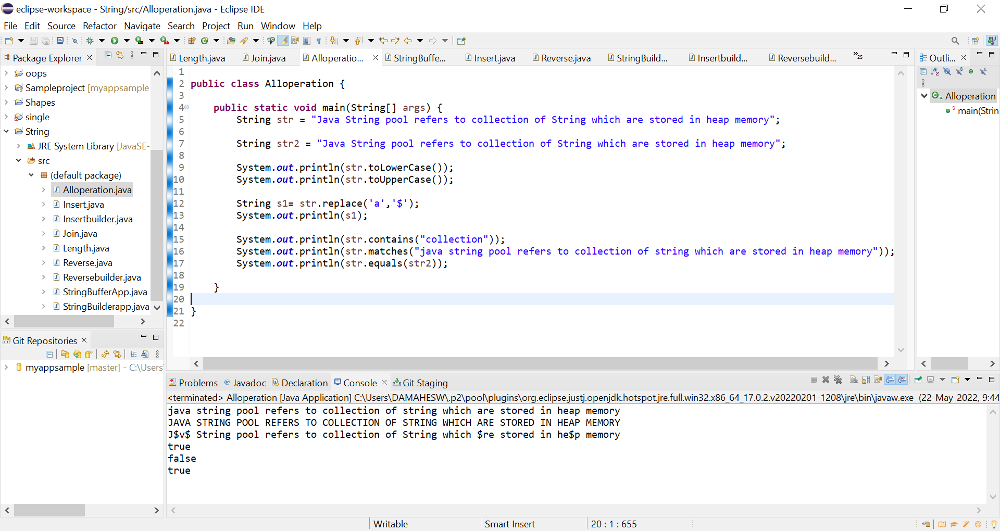 eclipse-workspace - String/src/Alloperation.java - Eclipse IDE
File Edit Source Refactor Navigate Search Project Run Window Help
Package Explorer
oops
Sampleproject [myappsample
Shapes
single
String
JRE System Library [JavaSE-
src
(default package)
Alloperation.java
Insert.java
Insertbuilder.java
Join.java
Length.java
Reverse.java
Reversebuilder.java
StringBufferApp.java
StringBuilderapp.java
Git Repositories
myappsample [master] - C:\Users
Length.java Join.java Alloperatio... StringBuffe... Insert.java Reverse.java StringBuild... Insertbuild... Reversebuild... »25
1
2 public class Alloperation {
3
4 public static void main(String[] args) {
5 String str = "Java String pool refers to collection of String which are stored in heap memory";
6
7 String str2 = "Java String pool refers to collection of String which are stored in heap memory";
8
9 System.out.println(str.toLowerCase());
10 System.out.println(str.toUpperCase());
11
12 String s1= str.replace('a','$');
13 System.out.println(s1);
14
15 System.out.println(str.contains("collection"));
16 System.out.println(str.matches("java string pool refers to collection of string which are stored in heap memory"));
17 System.out.println(str.equals(str2));
18
19 }
20
21 }
22
Outli...
Alloperation
main(Strin
Problems Javadoc Declaration Console Git Staging
<terminated> Alloperation [Java Application] C:\Users\DAMAHESW\.p2\pool\plugins\org.eclipse.justj.openjdk.hotspot.jre.full.win32.x86_64_17.0.2.v20220201-1208\jre\bin\javaw.exe (22-May-2022, 9:44
java string pool refers to collection of string which are stored in heap memory
JAVA STRING POOL REFERS TO COLLECTION OF STRING WHICH ARE STORED IN HEAP MEMORY
J$v$ String pool refers to collection of String which $re stored in he$p memory
true
false
true
Writable Smart Insert 20 : 1 : 655